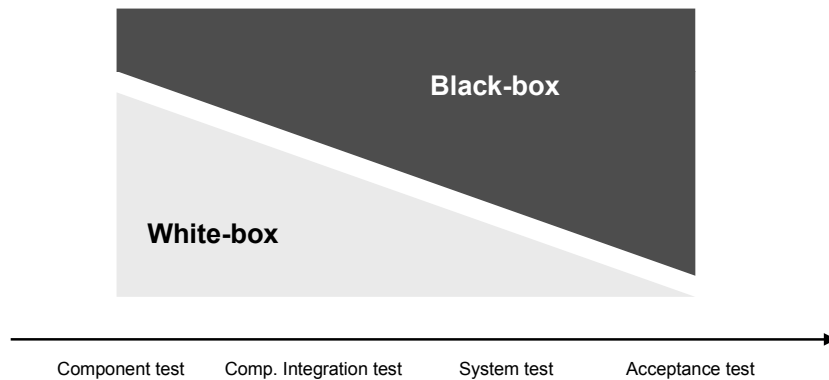 Black-box
White-box
Component test Comp. Integration test System test Acceptance test